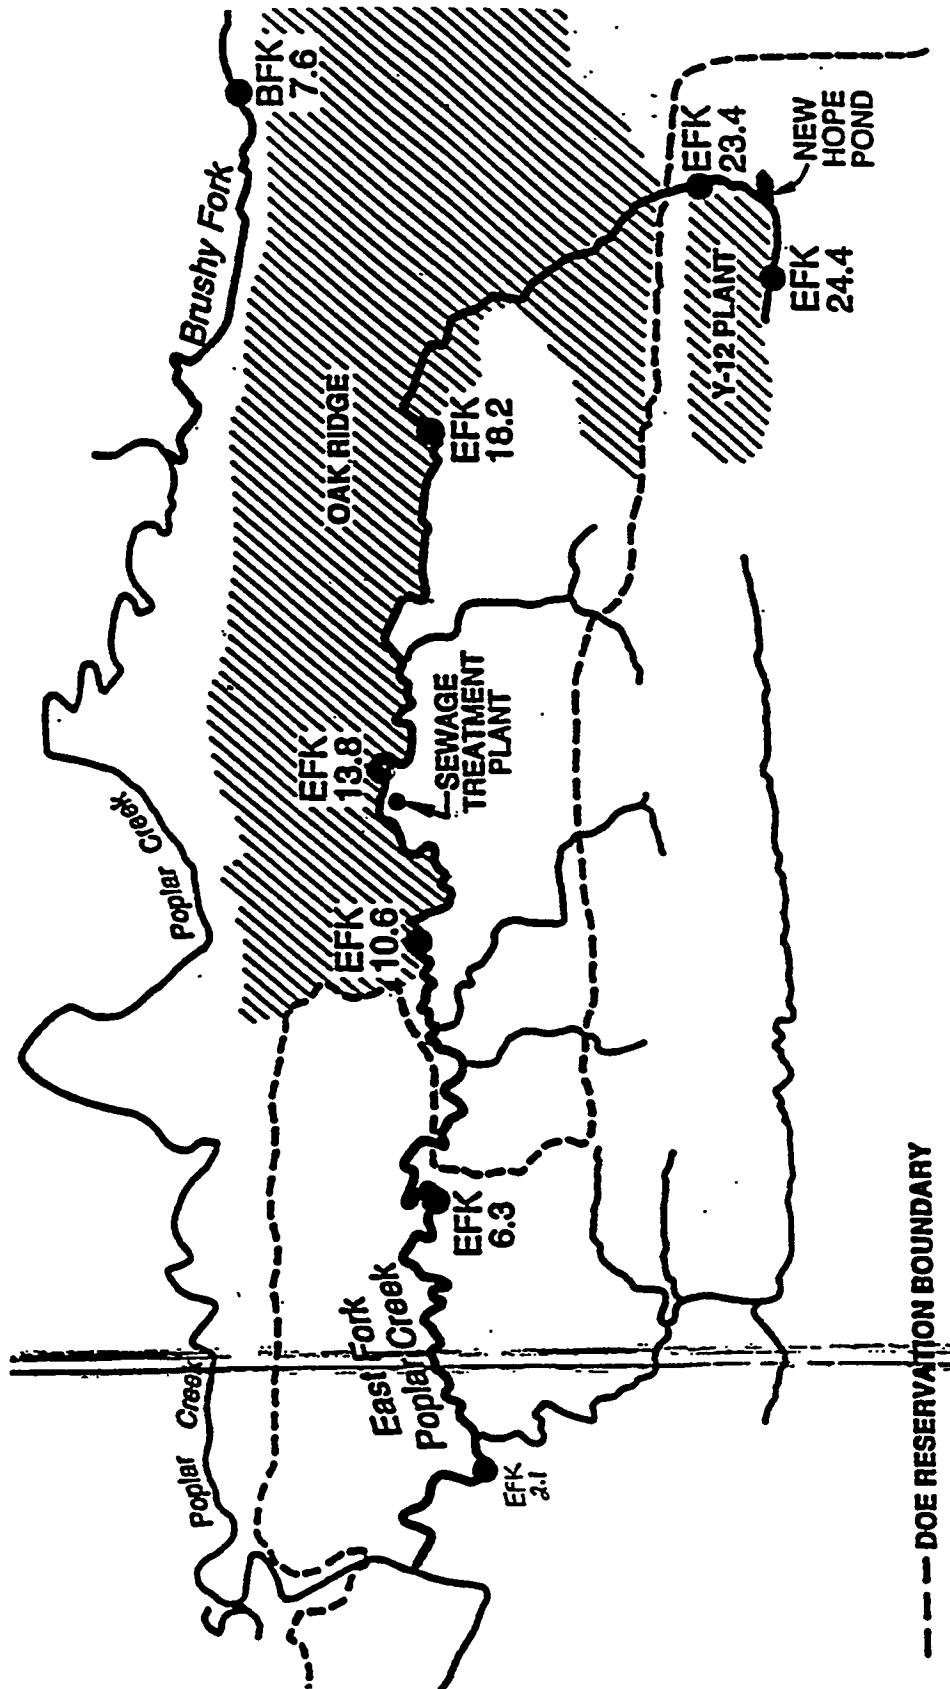 BFK
7.6
Brushy Fork
EFK
23.4
NEW
HOPE
POND
Y-12 PLANT
EFK
24.4
OAK RIDGE
EFK
18.2
SEWAGE
TREATMENT
PLANT
EFK
13.8
Poplar Creek
EFK
10.6
EFK
6.3
East Fork
Poplar Creek
Poplar Creek
EFK
2.1
DOE RESERVATION BOUNDARY